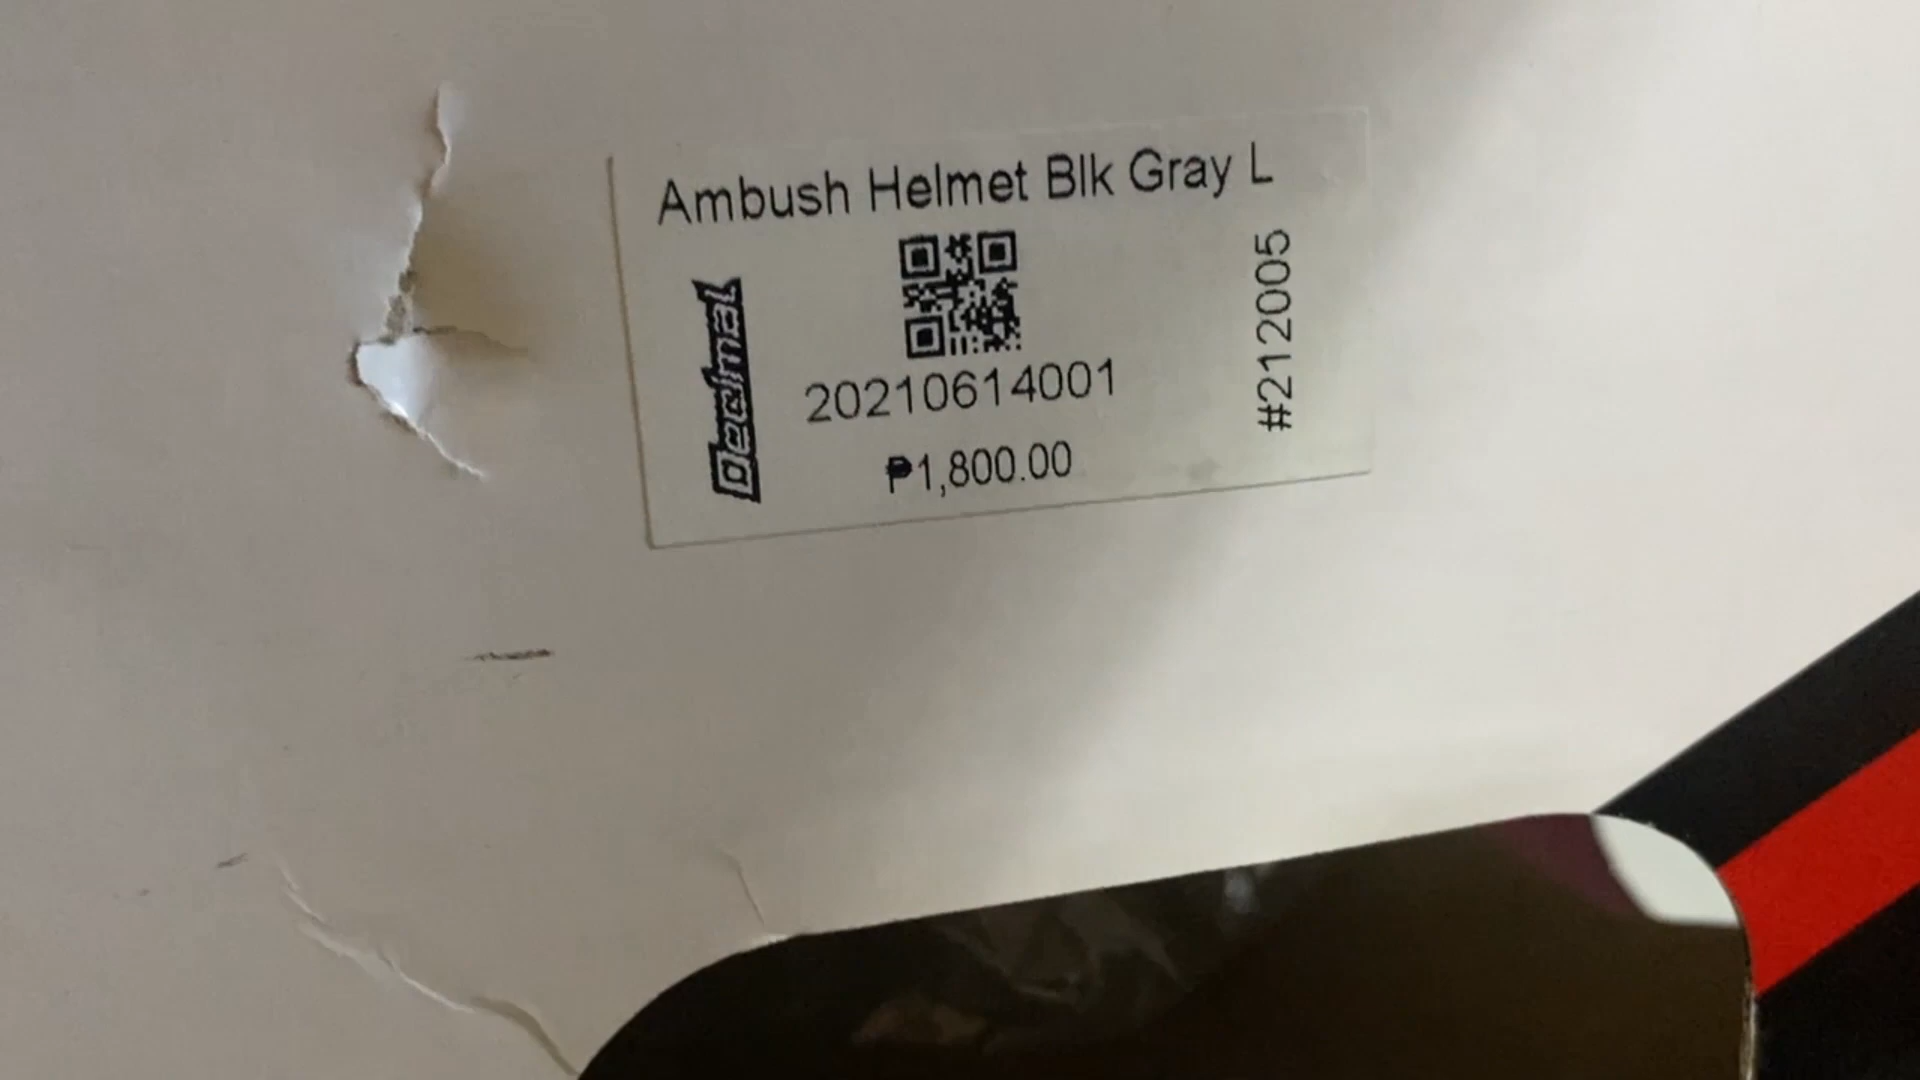 Ambush Helmet Blk Gray L
Decimal
20210614001
₱1,800.00
#212005